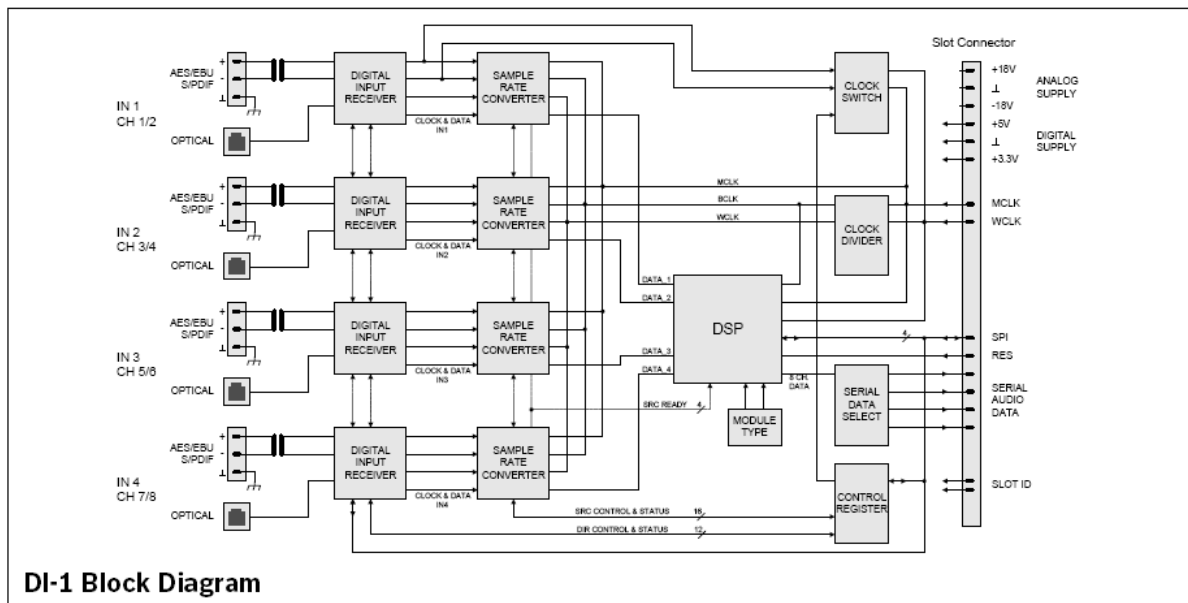 Slot Connector
AES/EBU
S/PDIF
+
-
⊥
IN 1
CH 1/2
OPTICAL
DIGITAL
INPUT
RECEIVER
CLOCK & DATA
IN1
SAMPLE
RATE
CONVERTER
CLOCK
SWITCH
+18V
⊥
-18V
ANALOG
SUPPLY
+5V
⊥
+3.3V
DIGITAL
SUPPLY
AES/EBU
S/PDIF
+
-
⊥
IN 2
CH 3/4
OPTICAL
DIGITAL
INPUT
RECEIVER
CLOCK & DATA
IN2
SAMPLE
RATE
CONVERTER
MCLK
BCLK
WCLK
CLOCK
DIVIDER
MCLK
WCLK
AES/EBU
S/PDIF
+
-
⊥
IN 3
CH 5/6
OPTICAL
DIGITAL
INPUT
RECEIVER
CLOCK & DATA
IN3
SAMPLE
RATE
CONVERTER
DATA_1
DATA_2
DATA_3
DATA_4
DSP
4
SPI
RES
8 CH.
DATA
SRC READY
4
MODULE
TYPE
SERIAL
DATA
SELECT
SERIAL
AUDIO
DATA
AES/EBU
S/PDIF
+
-
⊥
IN 4
CH 7/8
OPTICAL
DIGITAL
INPUT
RECEIVER
CLOCK & DATA
IN4
SAMPLE
RATE
CONVERTER
CONTROL
REGISTER
SLOT ID
SRC CONTROL & STATUS
16
DIR CONTROL & STATUS
12
DI-1 Block Diagram